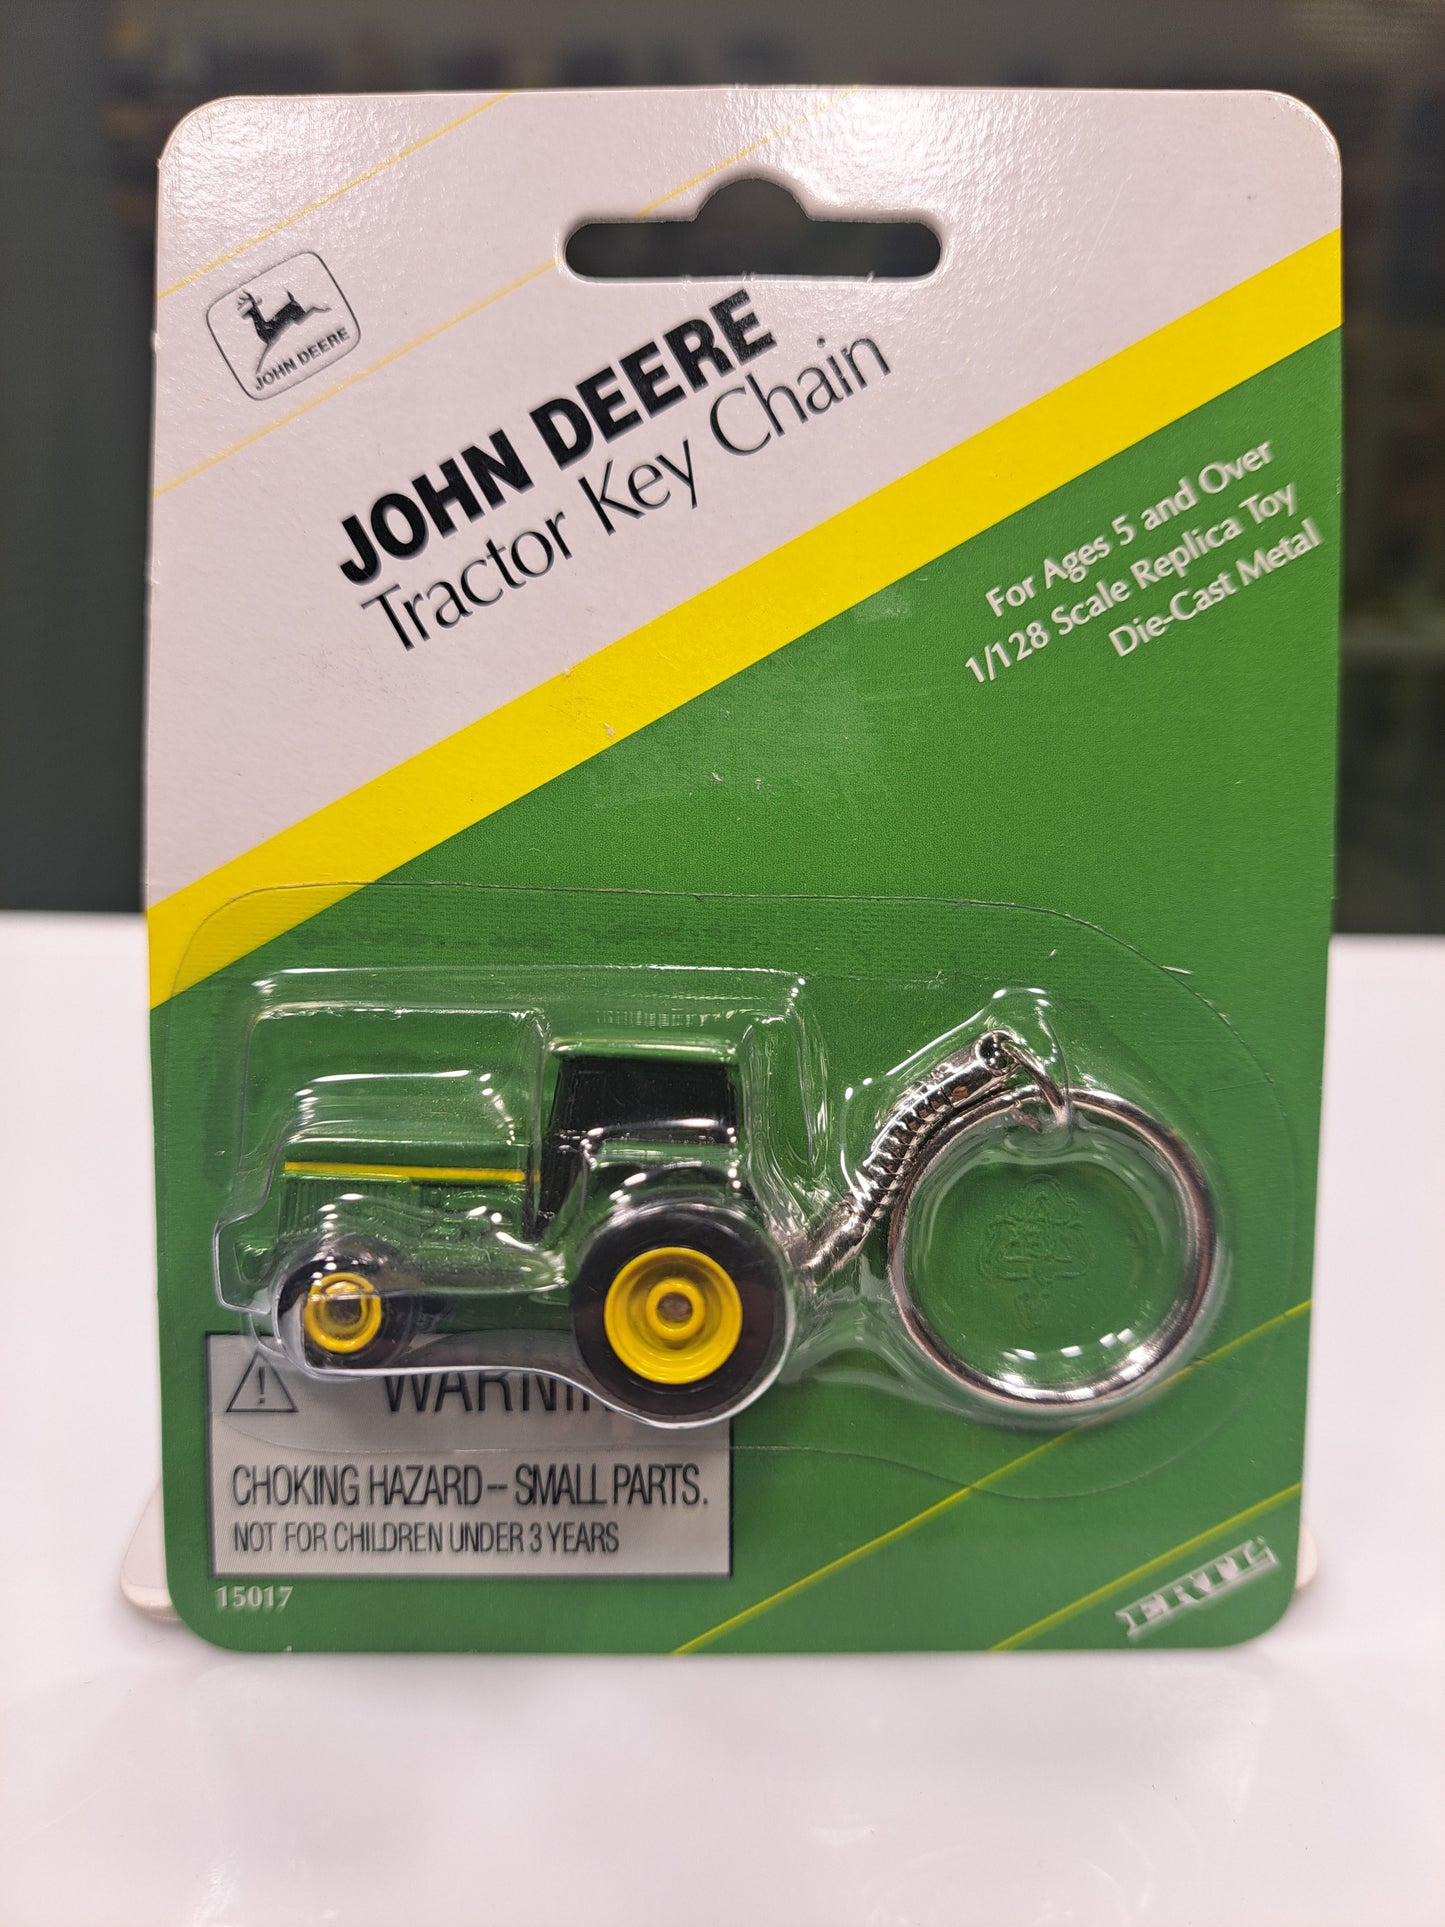 JOHN DEERE
JOHN DEERE
Tractor Key Chain
For Ages 5 and Over
1/128 Scale Replica Toy
Die-Cast Metal
CHOKING HAZARD -- SMALL PARTS.
NOT FOR CHILDREN UNDER 3 YEARS
15017
ERTL